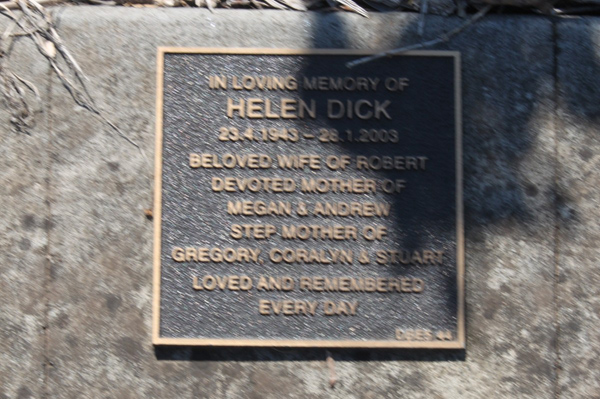 IN LOVING MEMORY OF
HELEN DICK
23.4.1943 – 28.1.2003
BELOVED WIFE OF ROBERT
DEVOTED MOTHER OF
MEGAN & ANDREW
STEP MOTHER OF
GREGORY, CORALYN & STUART
LOVED AND REMEMBERED
EVERY DAY
44